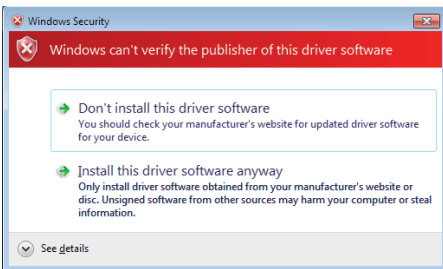 Windows Security
Windows can't verify the publisher of this driver software
Don't install this driver software
You should check your manufacturer's website for updated driver software
for your device.
Install this driver software anyway
Only install driver software obtained from your manufacturer's website or
disc. Unsigned software from other sources may harm your computer or steal
information.
See details